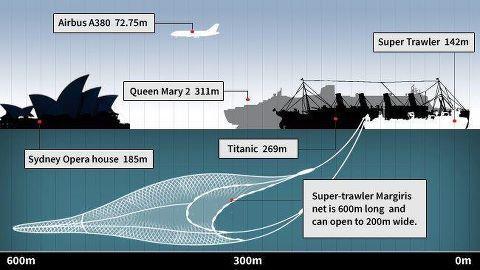 Airbus A380 72.75m
Super Trawler 142m
Queen Mary 2 311m
Titanic 269m
Sydney Opera house 185m
Super-trawler Margiris
net is 600m long and
can open to 200m wide.
600m 300m 0m